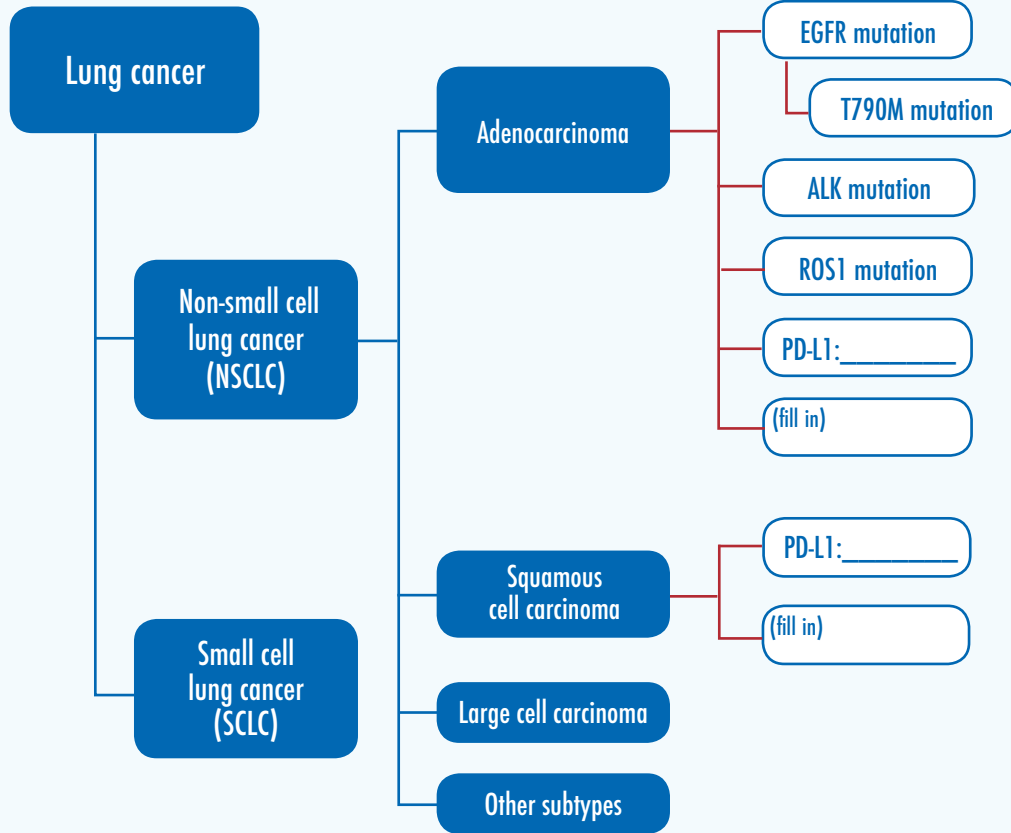 Lung cancer
Non-small cell
lung cancer
(NSCLC)
Small cell
lung cancer
(SCLC)
Adenocarcinoma
Squamous
cell carcinoma
Large cell carcinoma
Other subtypes
EGFR mutation
T790M mutation
ALK mutation
ROS1 mutation
PD-L1:________
(fill in)
PD-L1:________
(fill in)